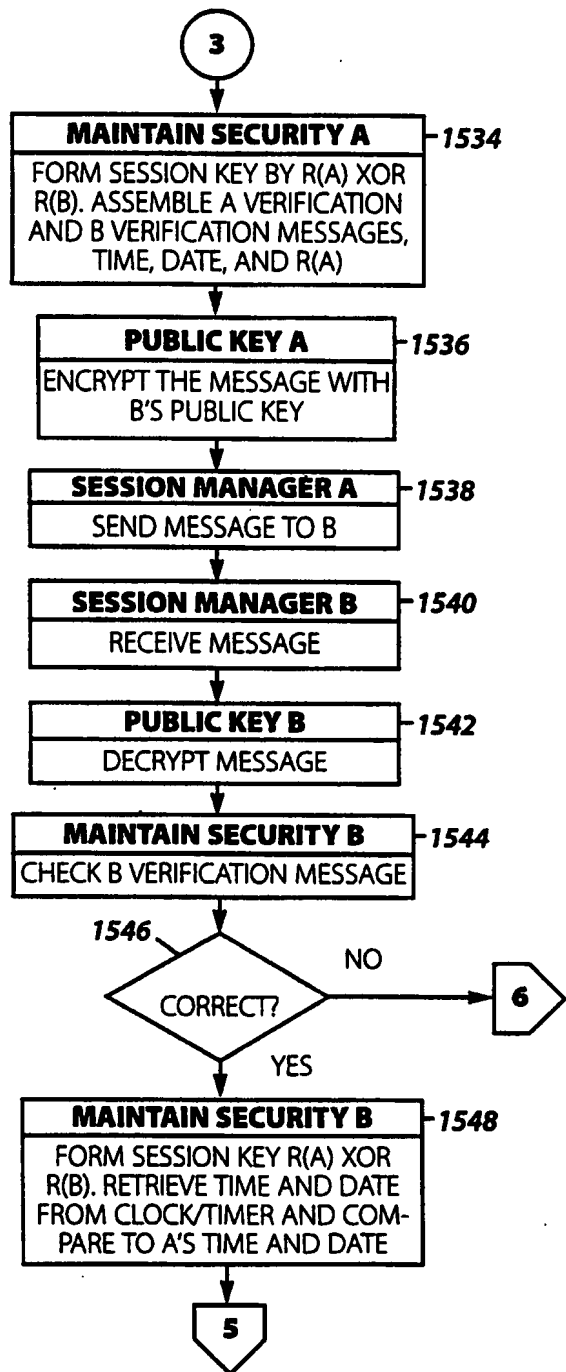 3
MAINTAIN SECURITY A
1534
FORM SESSION KEY BY R(A) XOR
R(B). ASSEMBLE A VERIFICATION
AND B VERIFICATION MESSAGES,
TIME, DATE, AND R(A)
PUBLIC KEY A
1536
ENCRYPT THE MESSAGE WITH
B'S PUBLIC KEY
SESSION MANAGER A
1538
SEND MESSAGE TO B
SESSION MANAGER B
1540
RECEIVE MESSAGE
PUBLIC KEY B
1542
DECRYPT MESSAGE
MAINTAIN SECURITY B
1544
CHECK B VERIFICATION MESSAGE
1546
CORRECT?
NO
6
YES
MAINTAIN SECURITY B
1548
FORM SESSION KEY R(A) XOR
R(B). RETRIEVE TIME AND DATE
FROM CLOCK/TIMER AND COM-
PARE TO A'S TIME AND DATE
5